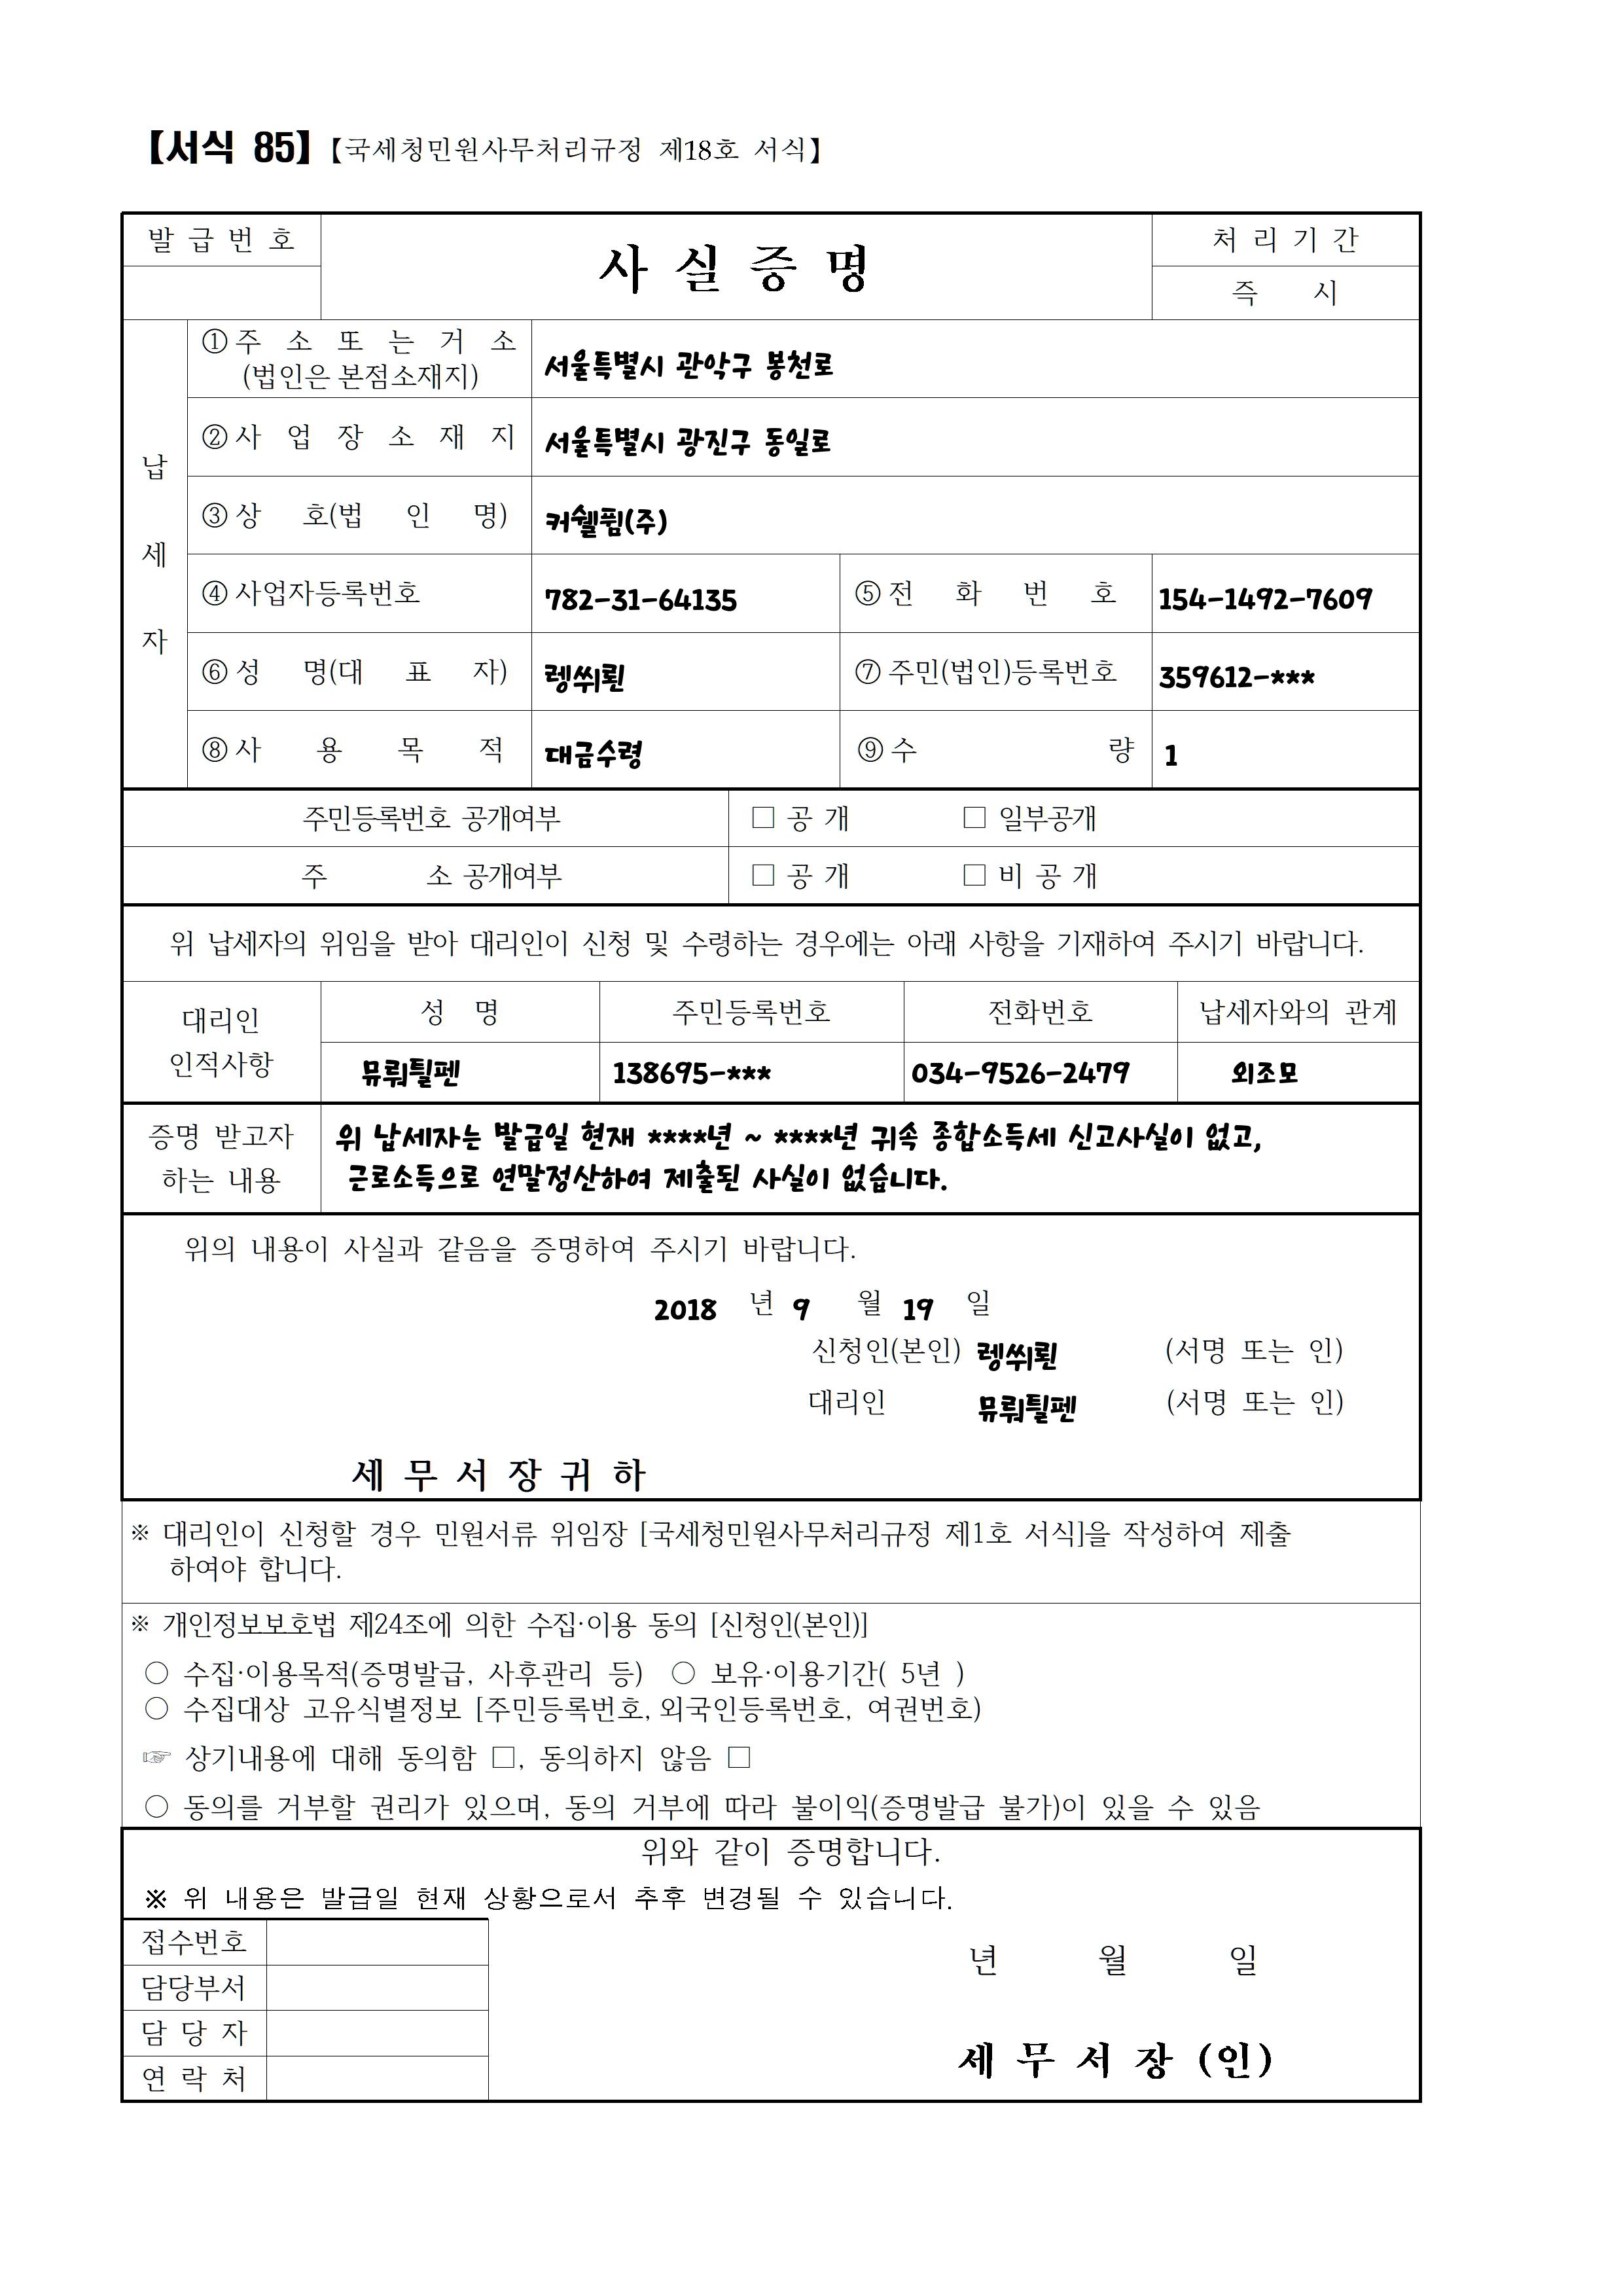 【서식 85】【국세청민원사무처리규정 제18호 서식】
발 급 번 호
사 실 증 명
처 리 기 간
즉 시
납 세 자
① 주 소 또 는 거 소
(법인은 본점소재지)
서울특별시 관악구 봉천로
② 사 업 장 소 재 지
서울특별시 광진구 동일로
③ 상 호(법 인 명)
커쉘퓜(주)
④ 사업자등록번호
782-31-64135
⑤ 전 화 번 호
154-1492-7609
⑥ 성 명(대 표 자)
렝쒸뢴
⑦ 주민(법인)등록번호
359612-***
⑧ 사 용 목 적
대금수령
⑨ 수 량
1
주민등록번호 공개여부
□ 공 개 □ 일부공개
주 소 공개여부
□ 공 개 □ 비 공 개
위 납세자의 위임을 받아 대리인이 신청 및 수령하는 경우에는 아래 사항을 기재하여 주시기 바랍니다.
대리인
인적사항
성 명
주민등록번호
전화번호
납세자와의 관계
뮤뤄튈펜
138695-***
034-9526-2479
외조모
증명 받고자
하는 내용
위 납세자는 발급일 현재 ****년 ~ ****년 귀속 종합소득세 신고사실이 없고,
근로소득으로 연말정산하여 제출된 사실이 없습니다.
위의 내용이 사실과 같음을 증명하여 주시기 바랍니다.
2018 년 9 월 19 일
신청인(본인) 렝쒸뢴 (서명 또는 인)
대리인 뮤뤄튈펜 (서명 또는 인)
세 무 서 장 귀 하
※ 대리인이 신청할 경우 민원서류 위임장 [국세청민원사무처리규정 제1호 서식]을 작성하여 제출
하여야 합니다.
※ 개인정보보호법 제24조에 의한 수집·이용 동의 [신청인(본인)]
○ 수집·이용목적(증명발급, 사후관리 등) ○ 보유·이용기간( 5년 )
○ 수집대상 고유식별정보 [주민등록번호, 외국인등록번호, 여권번호)
☞ 상기내용에 대해 동의함 □, 동의하지 않음 □
○ 동의를 거부할 권리가 있으며, 동의 거부에 따라 불이익(증명발급 불가)이 있을 수 있음
위와 같이 증명합니다.
※ 위 내용은 발급일 현재 상황으로서 추후 변경될 수 있습니다.
접수번호
담당부서
담 당 자
연 락 처
년 월 일
세 무 서 장 (인)